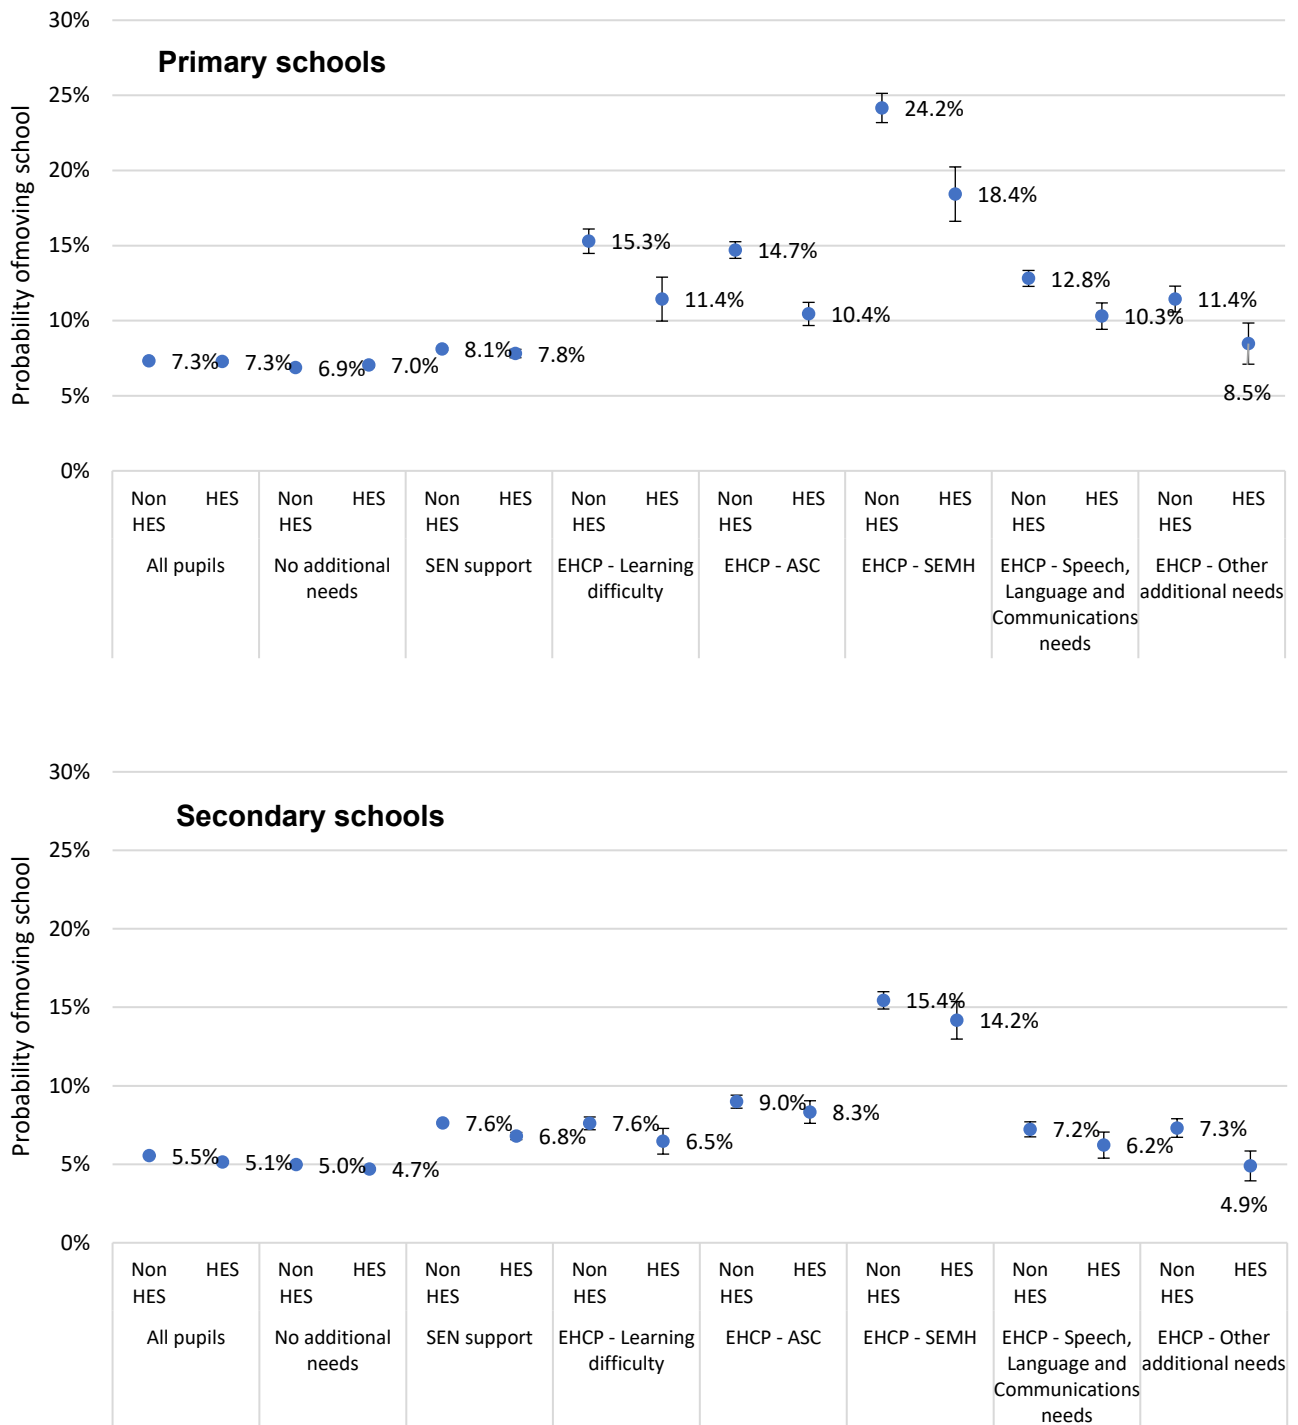 30%
Primary schools
25%
24.2%
20%
18.4%
15%
15.3%
14.7%
12.8%
11.4%
11.4%
10.4%
10.3%
10%
7.3%
7.3%
6.9%
7.0%
8.1%
7.8%
8.5%
5%
0%
Probability ofmoving school
Non HES Non HES Non HES Non HES Non HES Non HES Non HES Non HES
HES HES HES HES HES HES HES HES
All pupils No additional SEN support EHCP - Learning EHCP - ASC EHCP - SEMH EHCP - Speech, EHCP - Other
needs difficulty Language and additional needs
Communications
needs
30%
Secondary schools
25%
20%
15%
15.4%
14.2%
10%
9.0%
8.3%
7.6%
6.8%
7.6%
6.5%
7.2%
6.2%
7.3%
5.5%
5.1%
5.0%
4.7%
4.9%
5%
0%
Probability ofmoving school
Non HES Non HES Non HES Non HES Non HES Non HES Non HES Non HES
HES HES HES HES HES HES HES HES
All pupils No additional SEN support EHCP - Learning EHCP - ASC EHCP - SEMH EHCP - Speech, EHCP - Other
needs difficulty Language and additional needs
Communications
needs